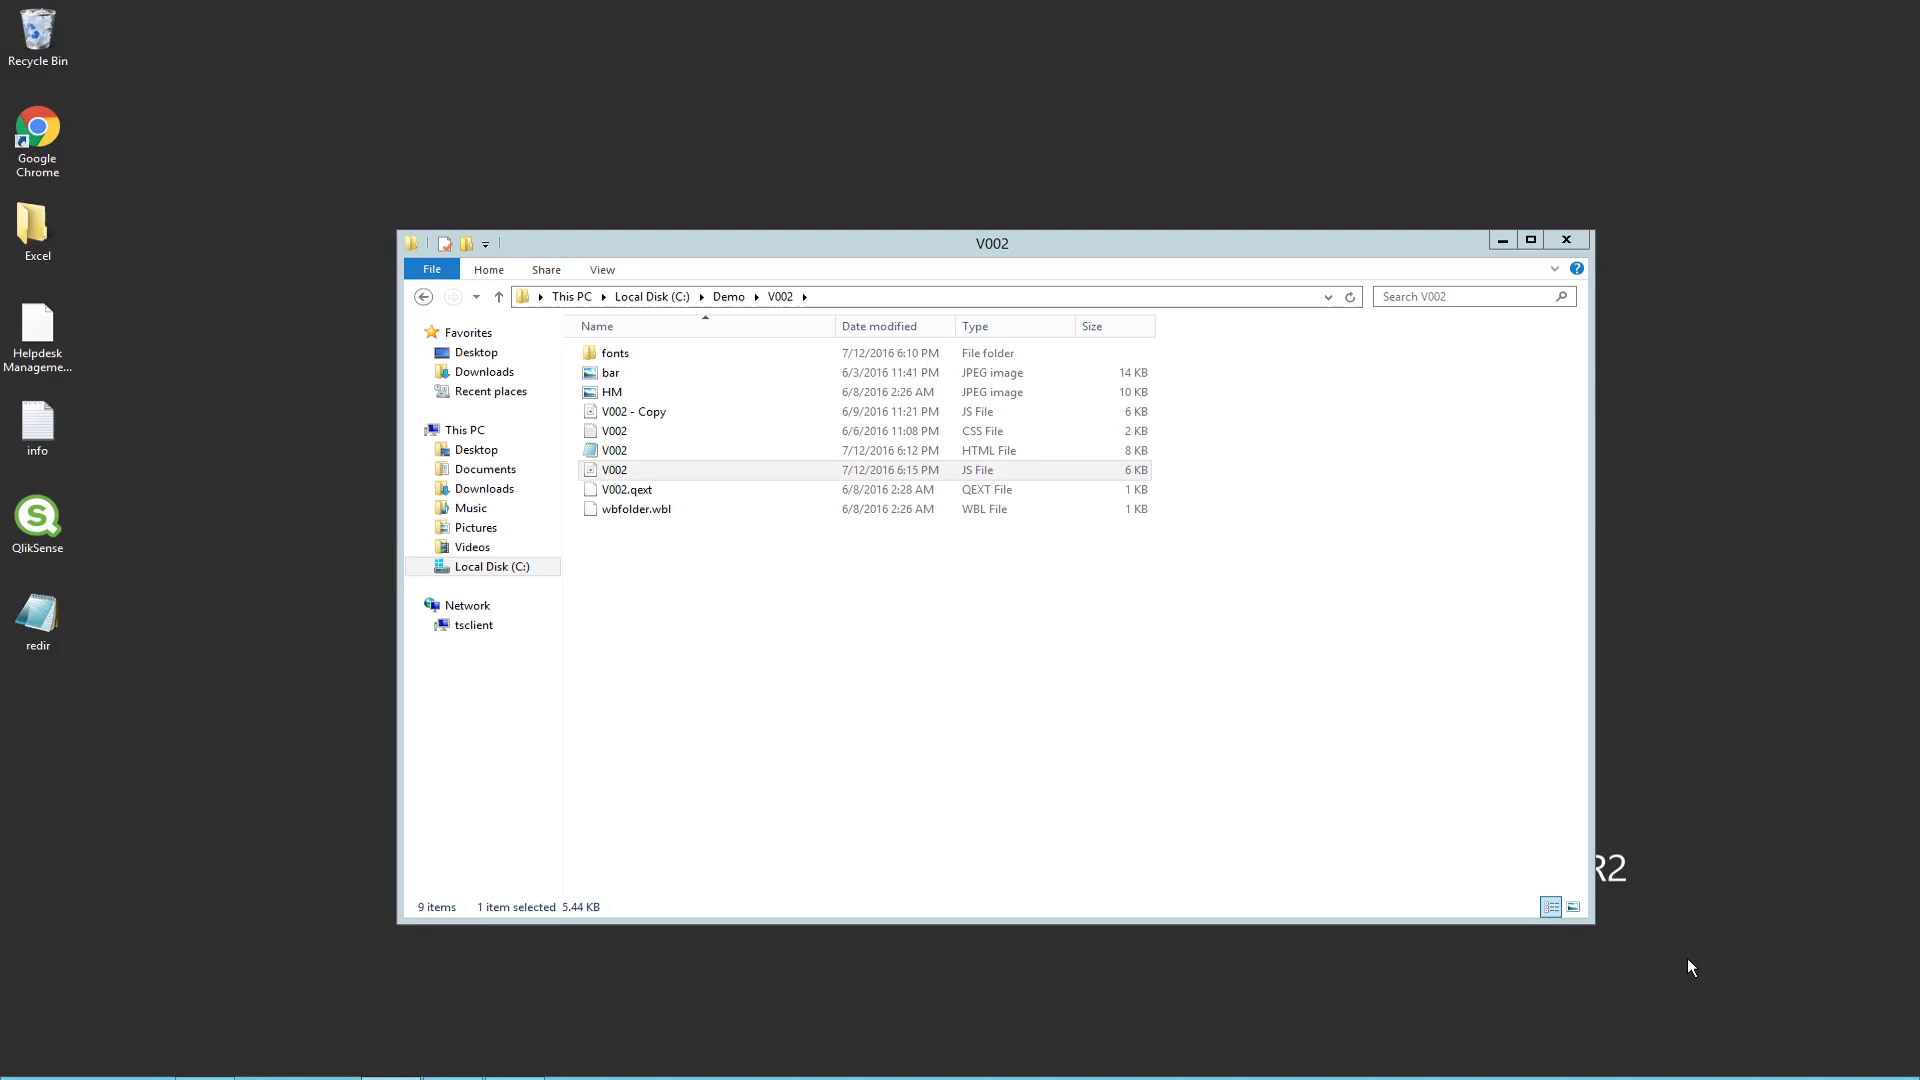 Recycle Bin
Google
Chrome
Excel
Helpdesk
Manageme...
info
QlikSense
redir
V002
File Home Share View
This PC Local Disk (C:) Demo V002
Search V002
Name Date modified Type Size
fonts 7/12/2016 6:10 PM File folder
bar 6/3/2016 11:41 PM JPEG image 14 KB
HM 6/8/2016 2:26 AM JPEG image 10 KB
V002 - Copy 6/9/2016 11:21 PM JS File 6 KB
V002 6/6/2016 11:08 PM CSS File 2 KB
V002 7/12/2016 6:12 PM HTML File 8 KB
V002 7/12/2016 6:15 PM JS File 6 KB
V002.qext 6/8/2016 2:28 AM QEXT File 1 KB
wbfolder.wbl 6/8/2016 2:26 AM WBL File 1 KB
Favorites
Desktop
Downloads
Recent places
This PC
Desktop
Documents
Downloads
Music
Pictures
Videos
Local Disk (C:)
Network
tsclient
9 items 1 item selected 5.44 KB
R2